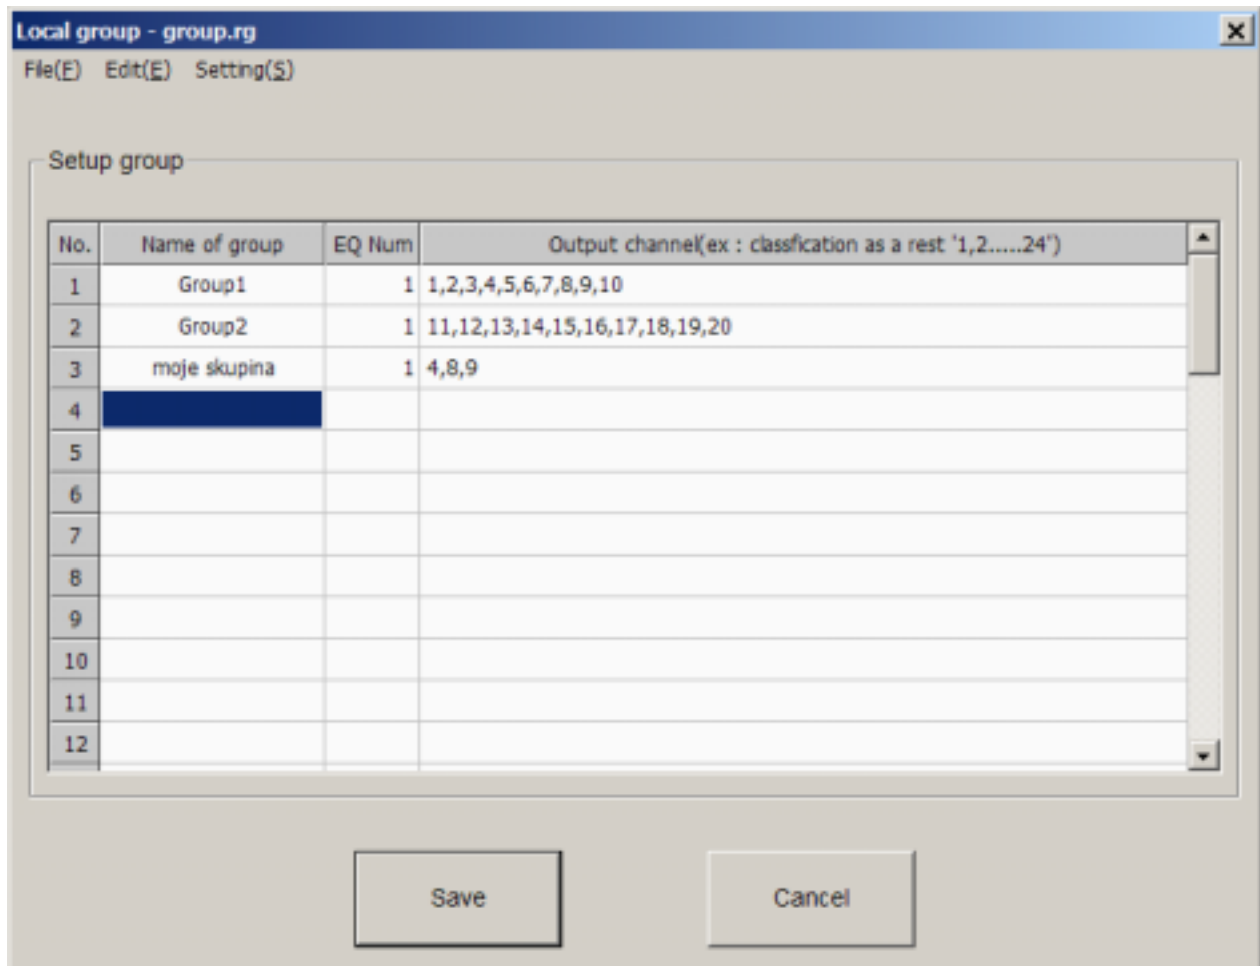 Local group - group.rg
File(F) Edit(E) Setting(S)
Setup group
No. Name of group EQ Num Output channel(ex : classfication as a rest '1,2.....24')
1 Group1 1 1,2,3,4,5,6,7,8,9,10
2 Group2 1 11,12,13,14,15,16,17,18,19,20
3 moje skupina 1 4,8,9
4
5
6
7
8
9
10
11
12
Save Cancel